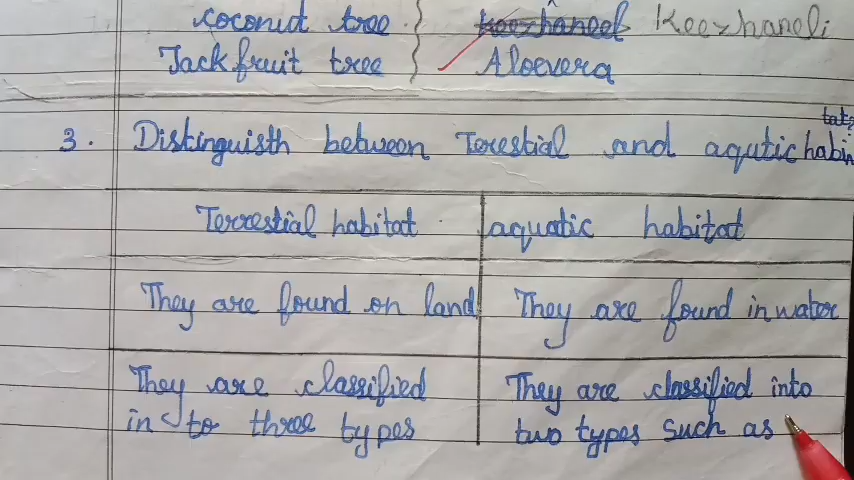 coconut tree } Keezhaneli
Jackfruit tree } Aloevera
3. Distinguisth between Terestial and aqutic habitats
Terrestial habitat aquatic habitat
They are found on land They are found in water
They are classified They are classified into
in to three types two types such as